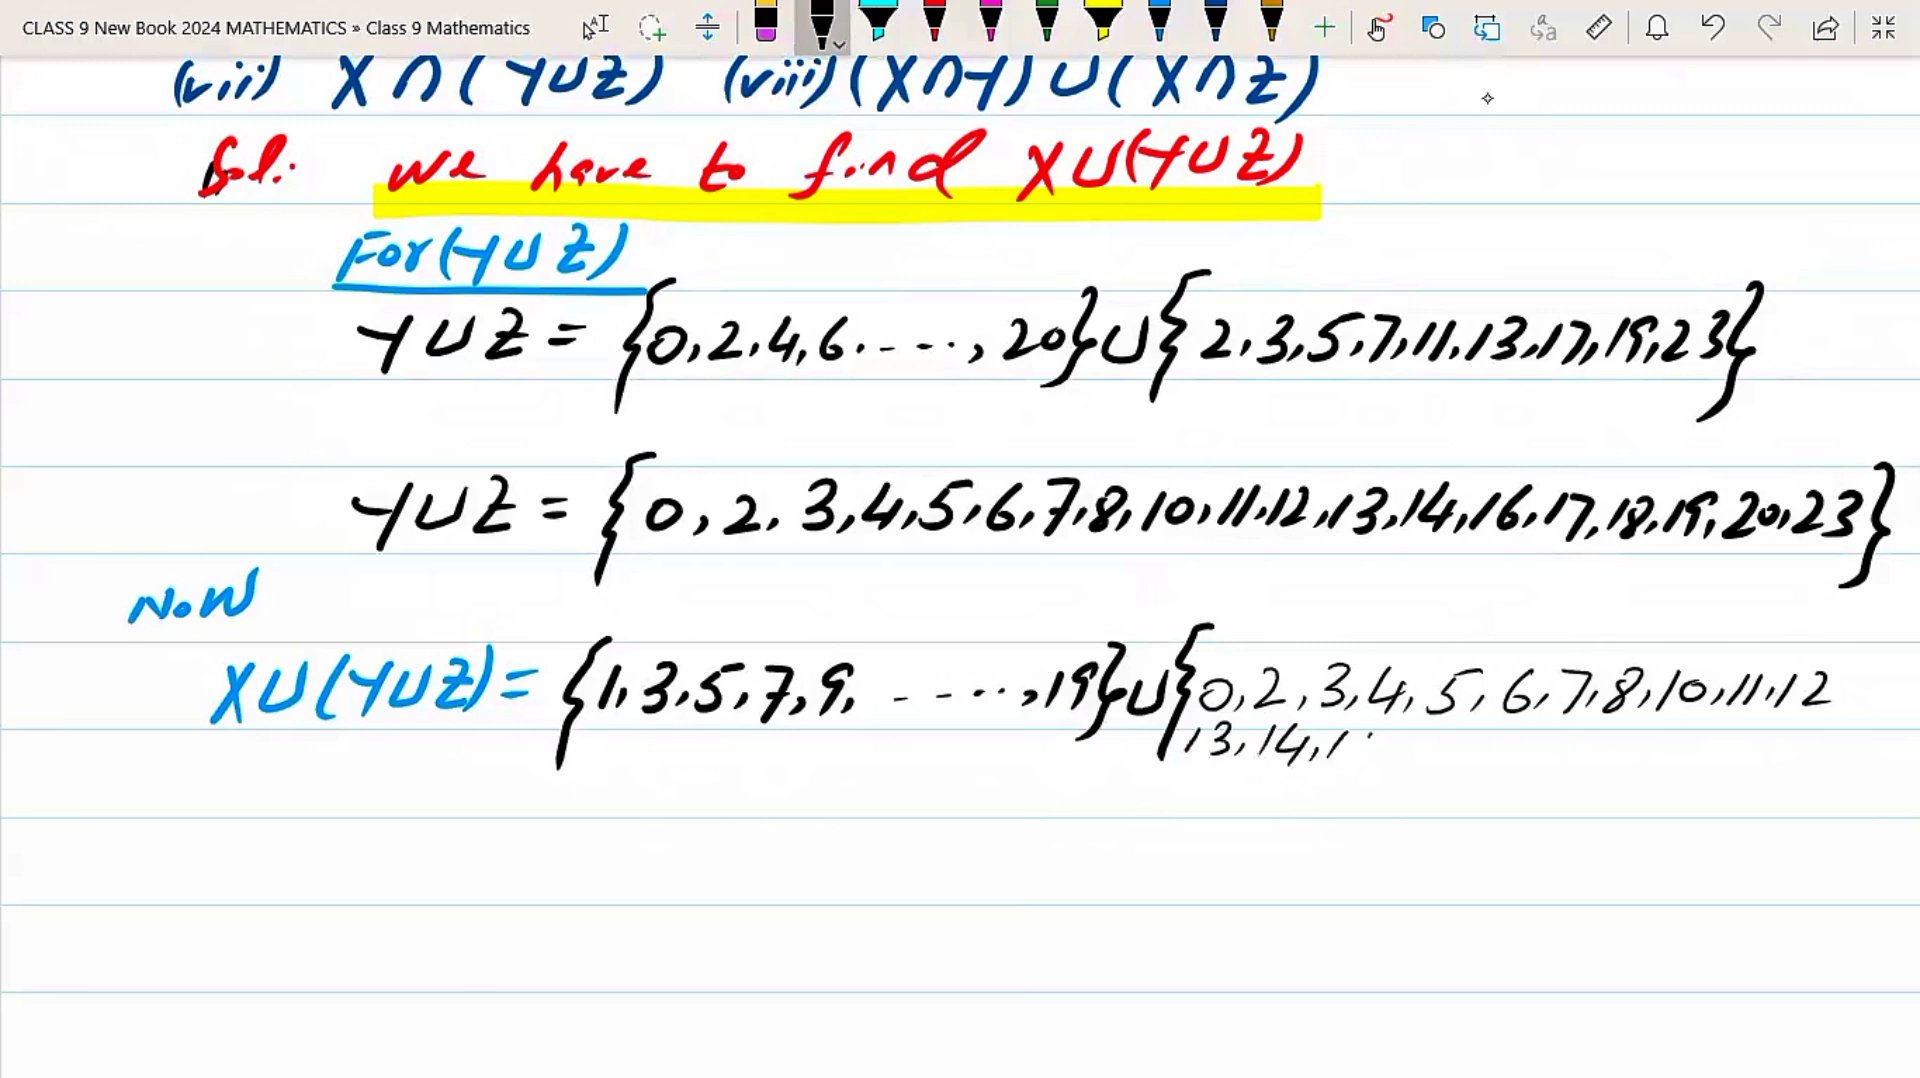 CLASS 9 New Book 2024 MATHEMATICS » Class 9 Mathematics
(vii) X∩(Y∪Z) (viii) (X∩Y)∪(X∩Z)
Sol: We have to find X∪(Y∪Z)
For(Y∪Z)
Y∪Z = {0,2,4,6.----,20}∪{2,3,5,7,11,13,17,19,23}
Y∪Z = {0,2,3,4,5,6,7,8,10,11,12,13,14,16,17,18,19,20,23}
Now
X∪(Y∪Z)= {1,3,5,7,9, -----,19}∪{0,2,3,4,5,6,7,8,10,11,12
13,14,1